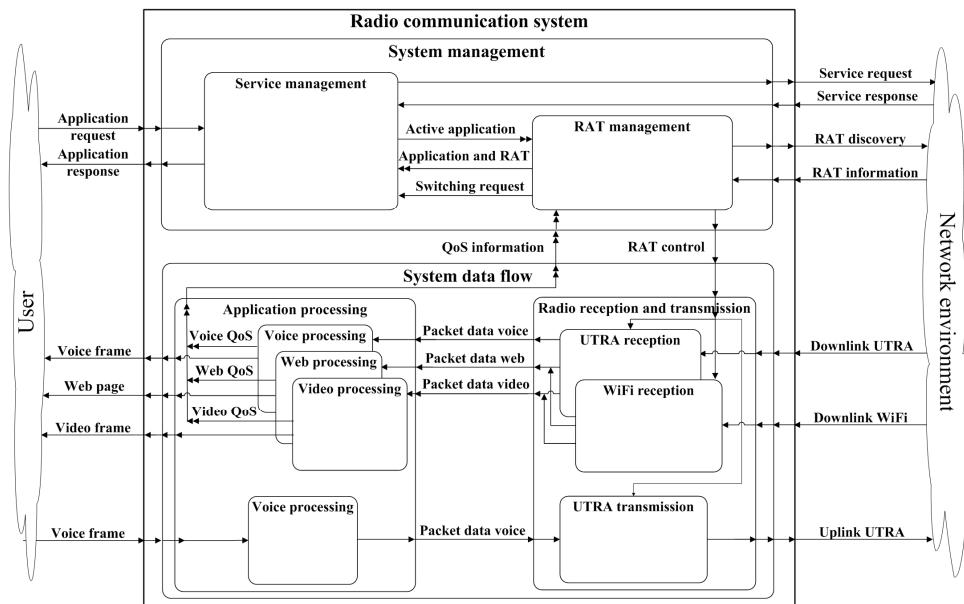 Radio communication system
System management
Service management
Service request
Service response
Application
request
Active application
RAT management
Application
response
Application and RAT
RAT discovery
Switching request
RAT information
QoS information
RAT control
User
Network environment
System data flow
Application processing
Radio reception and transmission
Voice QoS
Voice processing
Packet data voice
UTRA reception
Voice frame
Downlink UTRA
Web QoS
Web processing
Packet data web
Web page
Video processing
Packet data video
WiFi reception
Video QoS
Video frame
Downlink WiFi
Voice processing
UTRA transmission
Voice frame
Packet data voice
Uplink UTRA